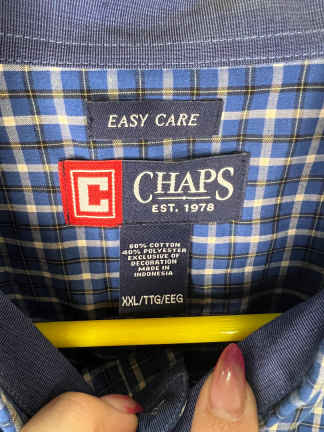 EASY CARE
C CHAPS
EST. 1978
60% COTTON
40% POLYESTER
EXCLUSIVE OF
DECORATION
MADE IN
INDONESIA
XXL/TTG/EEG